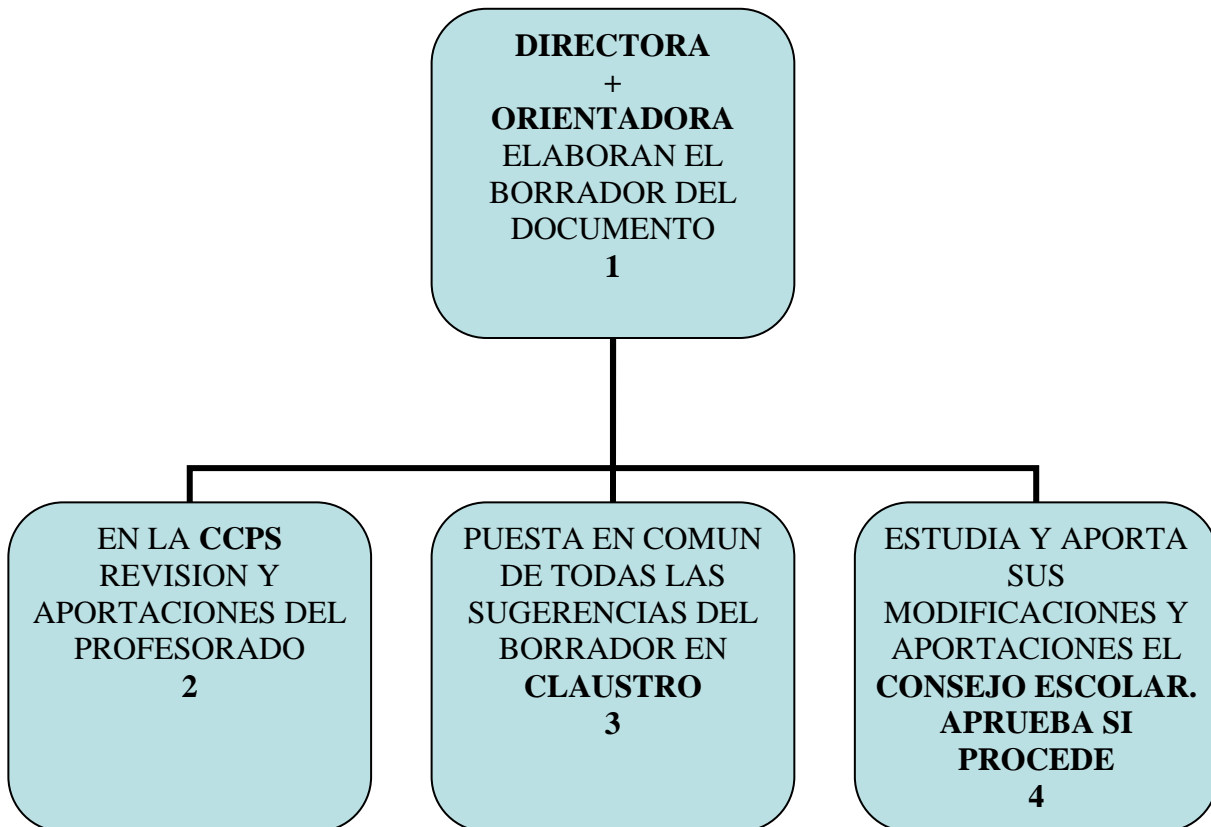 DIRECTORA
+
ORIENTADORA
ELABORAN EL
BORRADOR DEL
DOCUMENTO
1
EN LA CCPS
REVISION Y
APORTACIONES DEL
PROFESORADO
2
PUESTA EN COMUN
DE TODAS LAS
SUGERENCIAS DEL
BORRADOR EN
CLAUSTRO
3
ESTUDIA Y APORTA
SUS
MODIFICACIONES Y
APORTACIONES EL
CONSEJO ESCOLAR.
APRUEBA SI
PROCEDE
4